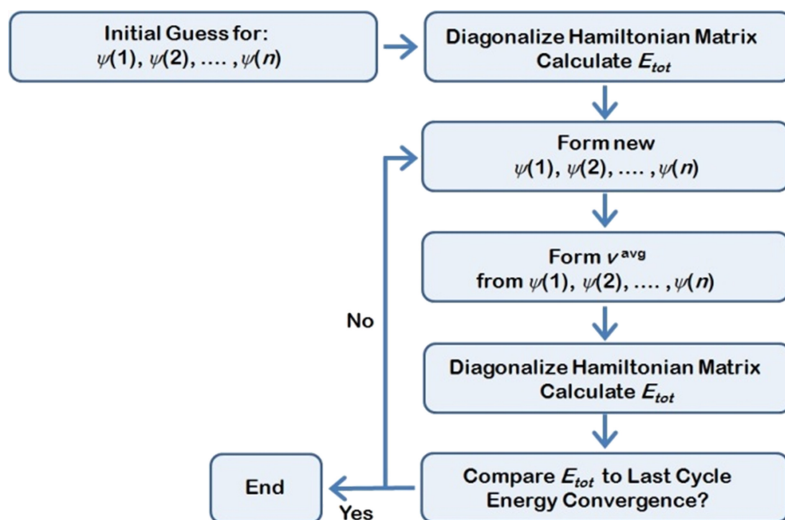 Initial Guess for:
ψ(1), ψ(2), .... ,ψ(n)
Diagonalize Hamiltonian Matrix
Calculate Etot
Form new
ψ(1), ψ(2), .... ,ψ(n)
Form vavg
from ψ(1), ψ(2), .... ,ψ(n)
Diagonalize Hamiltonian Matrix
Calculate Etot
Compare Etot to Last Cycle
Energy Convergence?
No
Yes
End